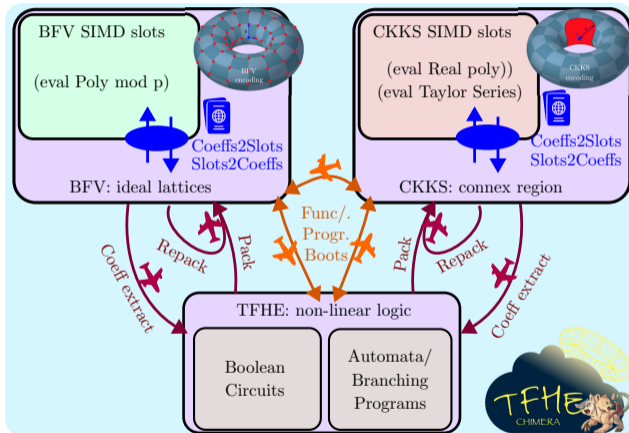 BFV SIMD slots
(eval Poly mod p)
BFV
encoding
Coeffs2Slots
Slots2Coeffs
BFV: ideal lattices
CKKS SIMD slots
(eval Real poly))
(eval Taylor Series)
CKKS
encoding
Coeffs2Slots
Slots2Coeffs
CKKS: connex region
Coeff extract
Repack
Pack
Func/.
Progr.
Boots
Pack
Repack
Coeff extract
TFHE: non-linear logic
Boolean
Circuits
Automata/
Branching
Programs
TFHE
CHIMERA